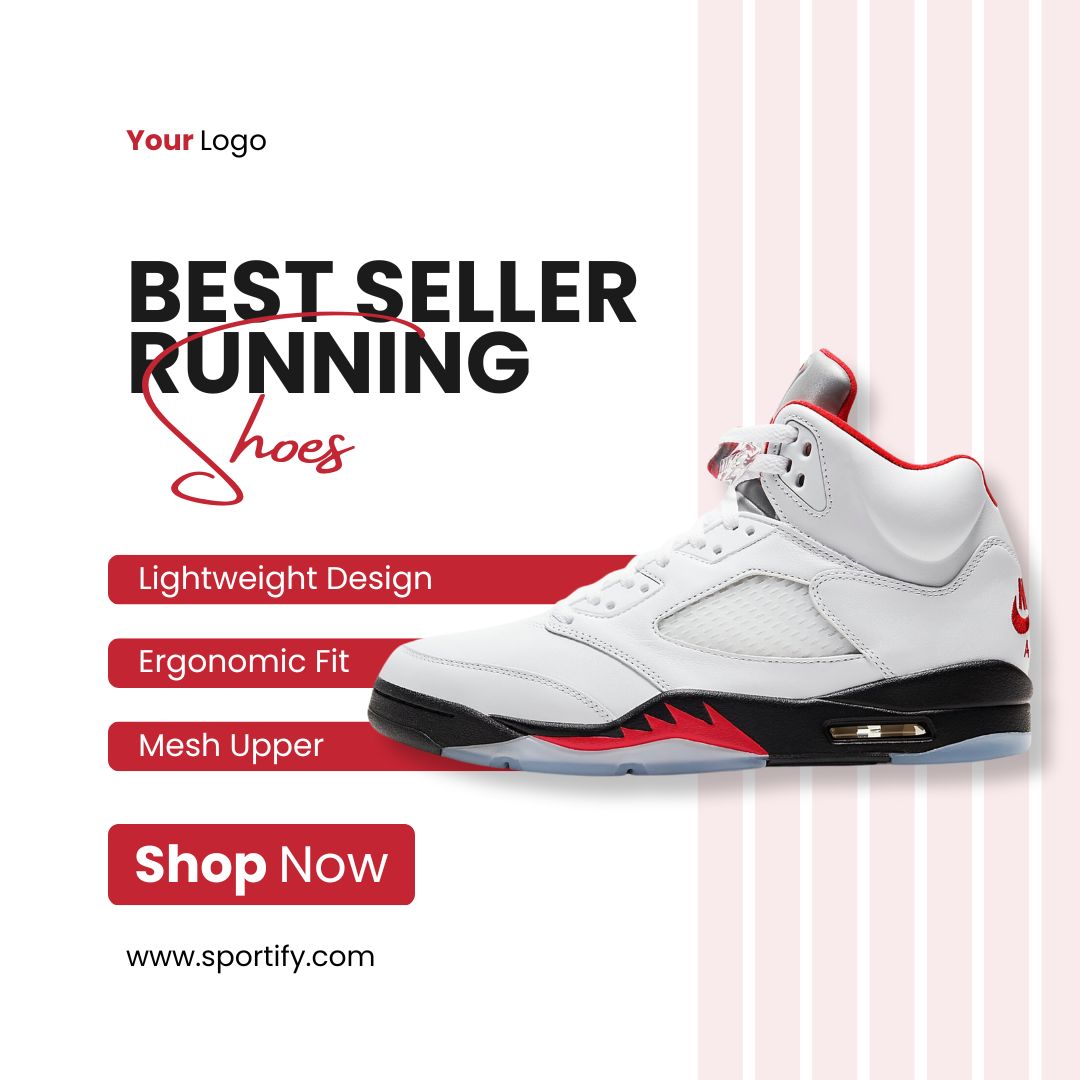 Your Logo
BEST SELLER
RUNNING
Shoes
Lightweight Design
Ergonomic Fit
Mesh Upper
Shop Now
www.sportify.com